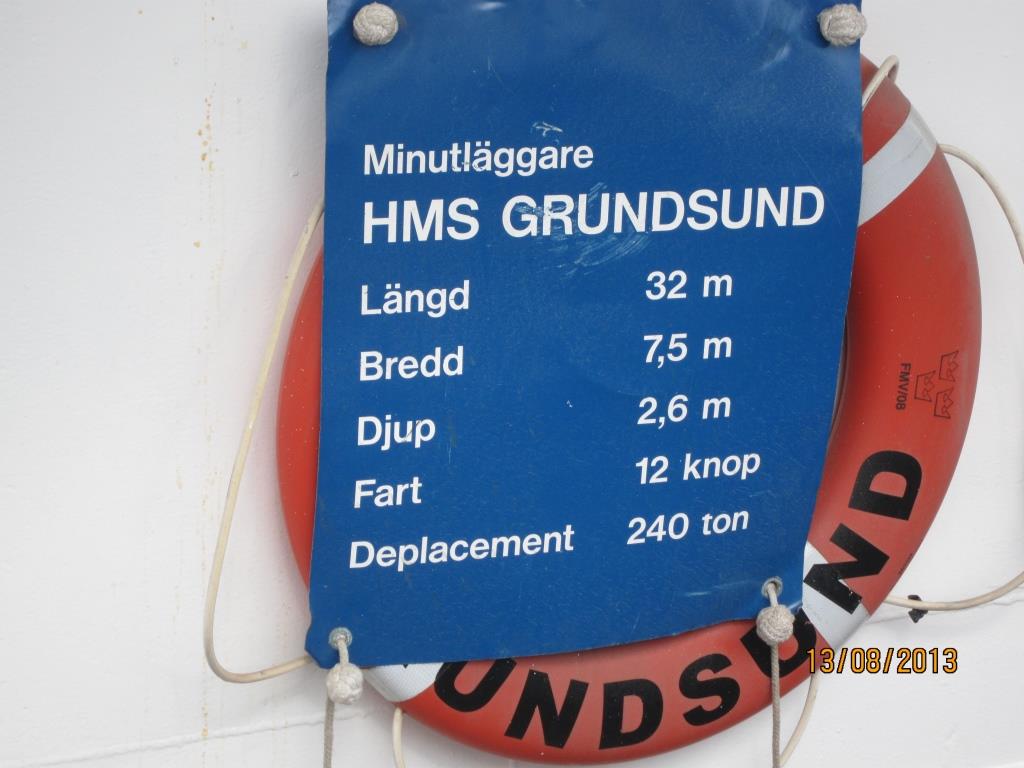 Minutläggare
HMS GRUNDSUND
Längd 32 m
Bredd 7,5 m
Djup 2,6 m
Fart 12 knop
Deplacement 240 ton
FMV/08
UNDSUND
13/08/2013